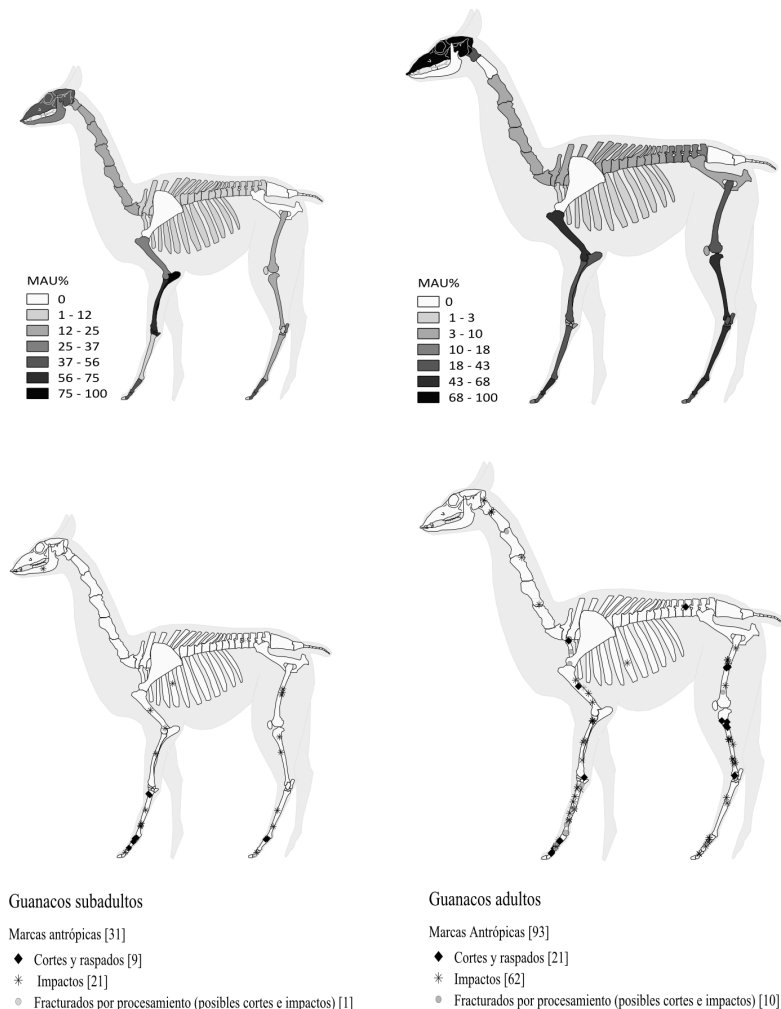 MAU%
0
1 - 12
12 - 25
25 - 37
37 - 56
56 - 75
75 - 100
MAU%
0
1 - 3
3 - 10
10 - 18
18 - 43
43 - 68
68 - 100
Guanacos subadultos
Marcas antrópicas [31]
Cortes y raspados [9]
Impactos [21]
Fracturados por procesamiento (posibles cortes e impactos) [1]
Guanacos adultos
Marcas Antrópicas [93]
Cortes y raspados [21]
Impactos [62]
Fracturados por procesamiento (posibles cortes e impactos) [10]